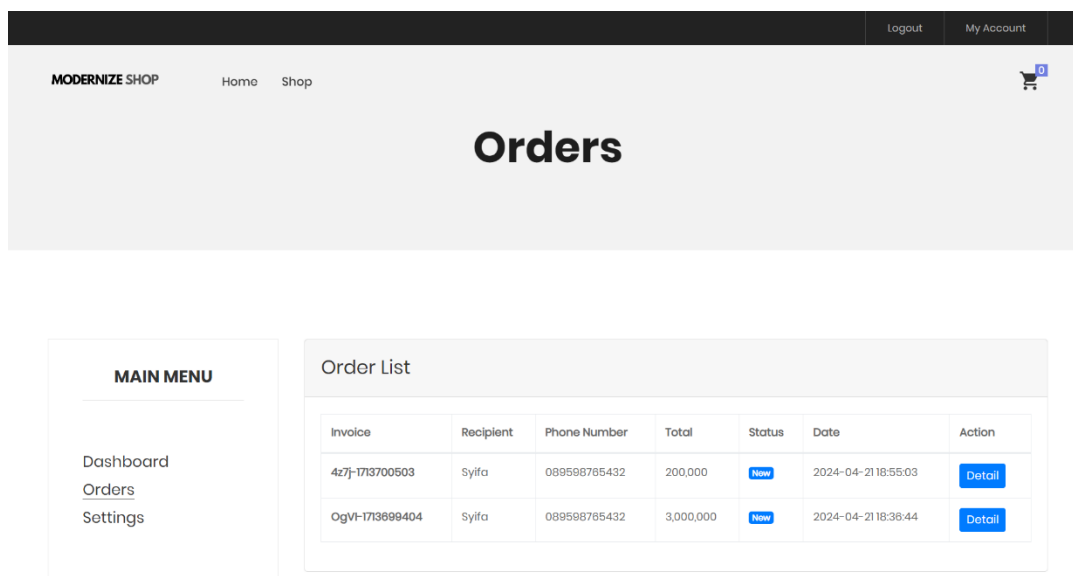 Logout My Account
MODERNIZE SHOP Home Shop 0
Orders
MAIN MENU
Dashboard
Orders
Settings
Order List
Invoice Recipient Phone Number Total Status Date Action
4z7j-1713700503 Syifa 089598765432 200,000 New 2024-04-21 18:55:03 Detail
OgVI-1713699404 Syifa 089598765432 3,000,000 New 2024-04-21 18:36:44 Detail